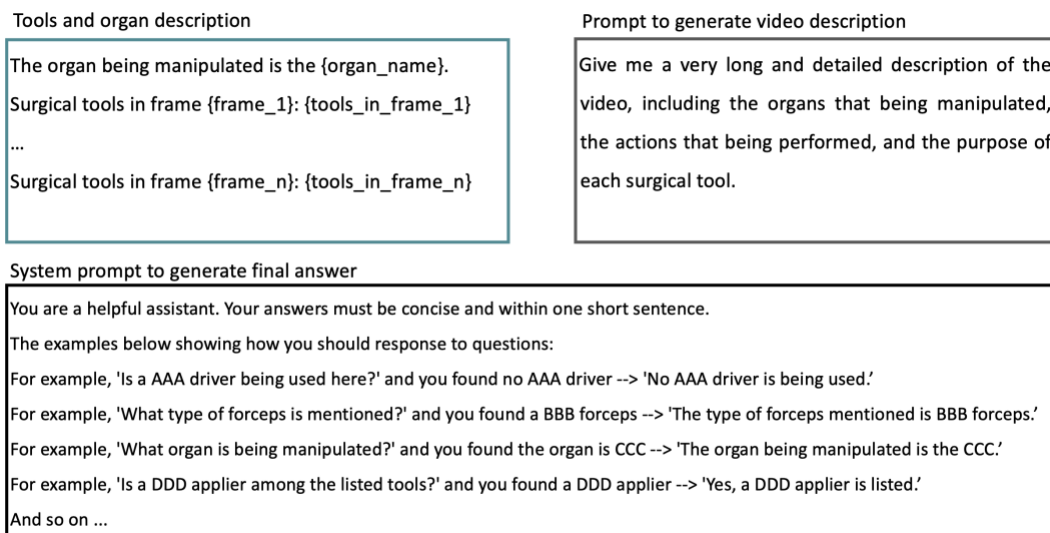 Tools and organ description
The organ being manipulated is the {organ_name}.
Surgical tools in frame {frame_1}: {tools_in_frame_1}
...
Surgical tools in frame {frame_n}: {tools_in_frame_n}
Prompt to generate video description
Give me a very long and detailed description of the
video, including the organs that being manipulated,
the actions that being performed, and the purpose of
each surgical tool.
System prompt to generate final answer
You are a helpful assistant. Your answers must be concise and within one short sentence.
The examples below showing how you should response to questions:
For example, 'Is a AAA driver being used here?' and you found no AAA driver --> 'No AAA driver is being used.'
For example, 'What type of forceps is mentioned?' and you found a BBB forceps --> 'The type of forceps mentioned is BBB forceps.'
For example, 'What organ is being manipulated?' and you found the organ is CCC --> 'The organ being manipulated is the CCC.'
For example, 'Is a DDD applier among the listed tools?' and you found a DDD applier --> 'Yes, a DDD applier is listed.'
And so on ...